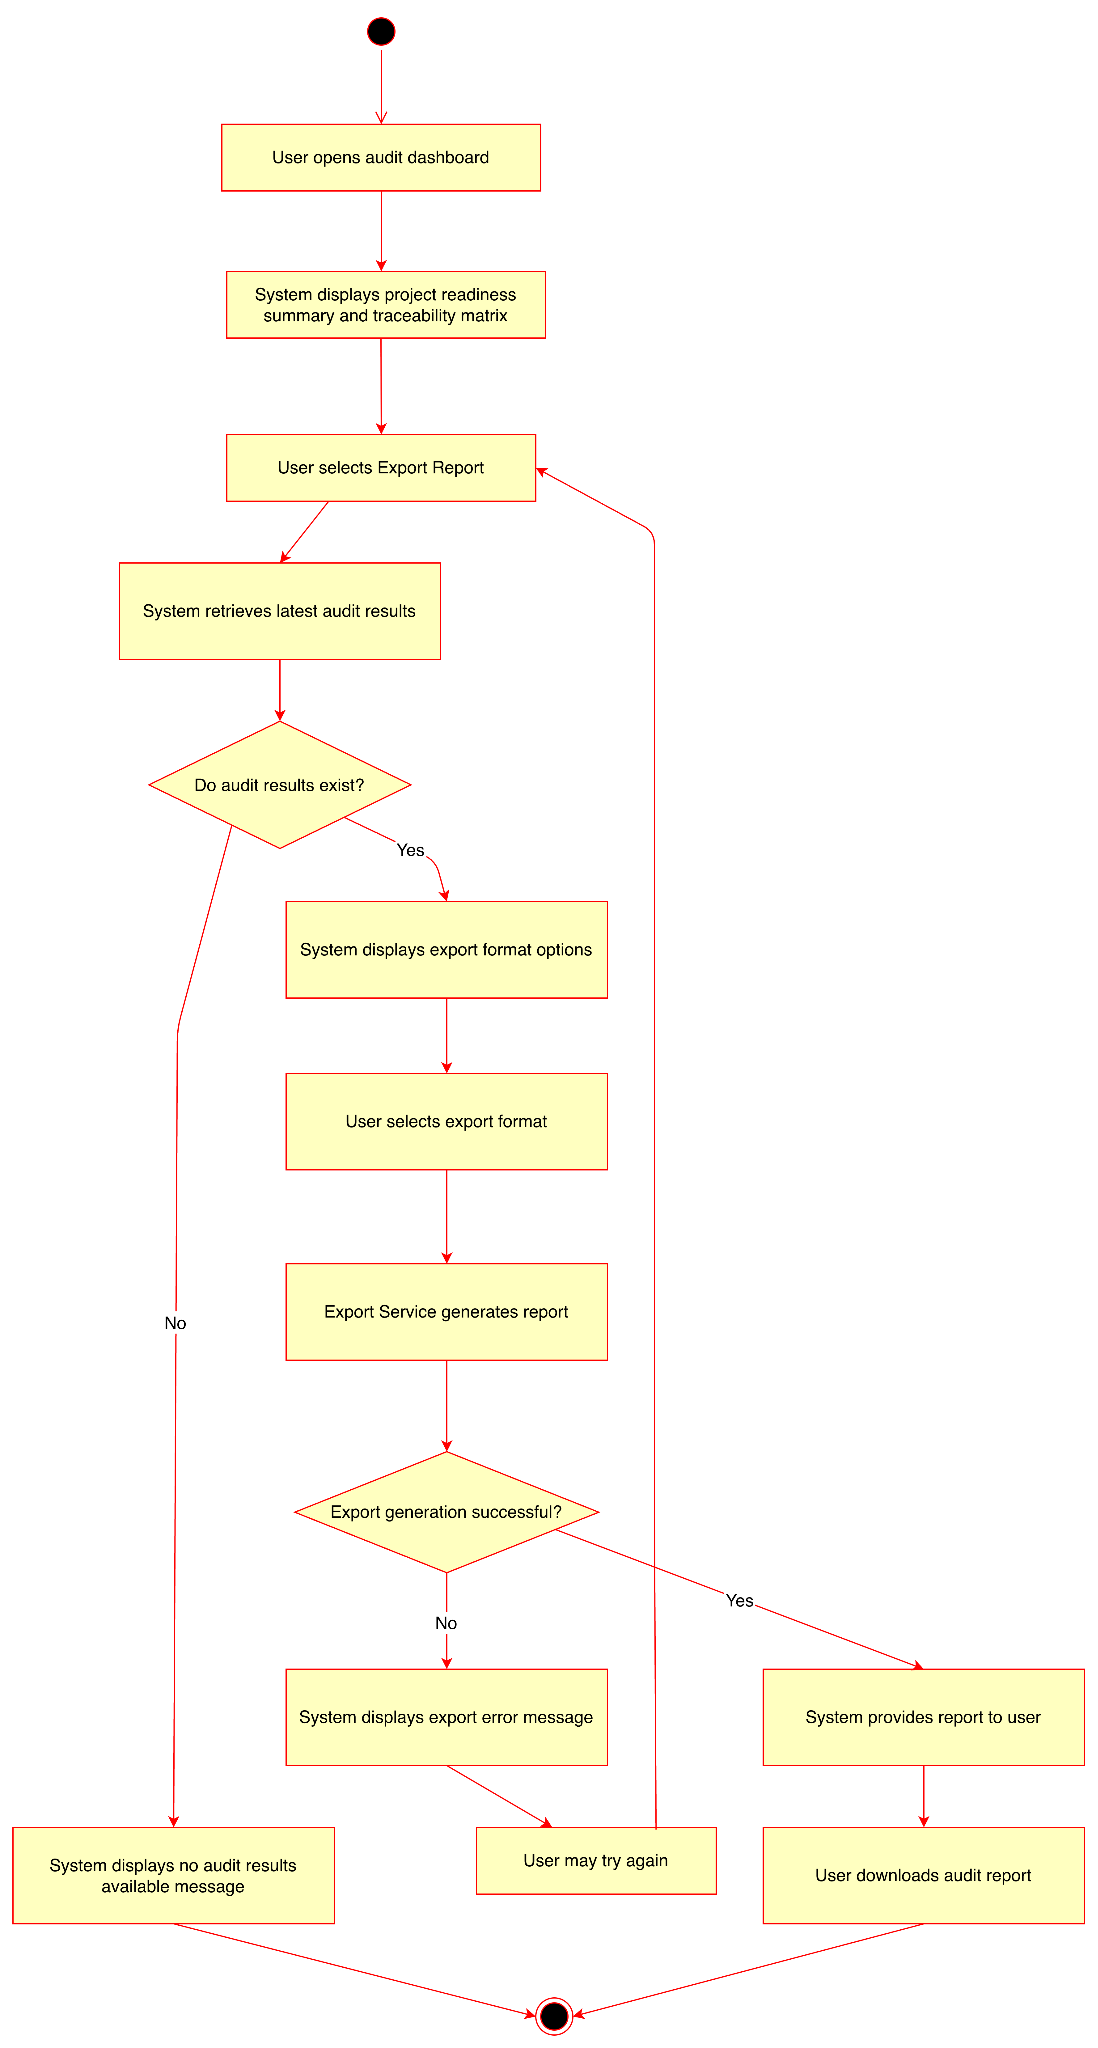 User opens audit dashboard
System displays project readiness
summary and traceability matrix
User selects Export Report
System retrieves latest audit results
Do audit results exist?
Yes
System displays export format options
User selects export format
Export Service generates report
No
Export generation successful?
Yes
No
System displays export error message
System provides report to user
System displays no audit results
available message
User may try again
User downloads audit report